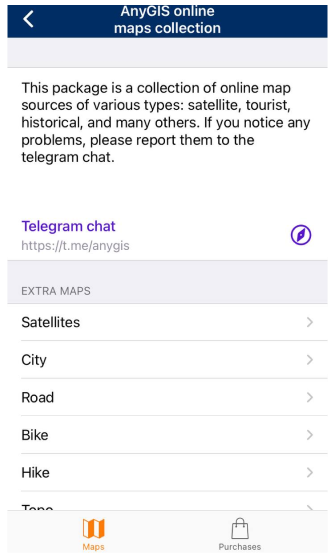 AnyGIS online
maps collection
This package is a collection of online map
sources of various types: satellite, tourist,
historical, and many others. If you notice any
problems, please report them to the
telegram chat.
Telegram chat
https://t.me/anygis
EXTRA MAPS
Satellites
City
Road
Bike
Hike
Maps
Purchases